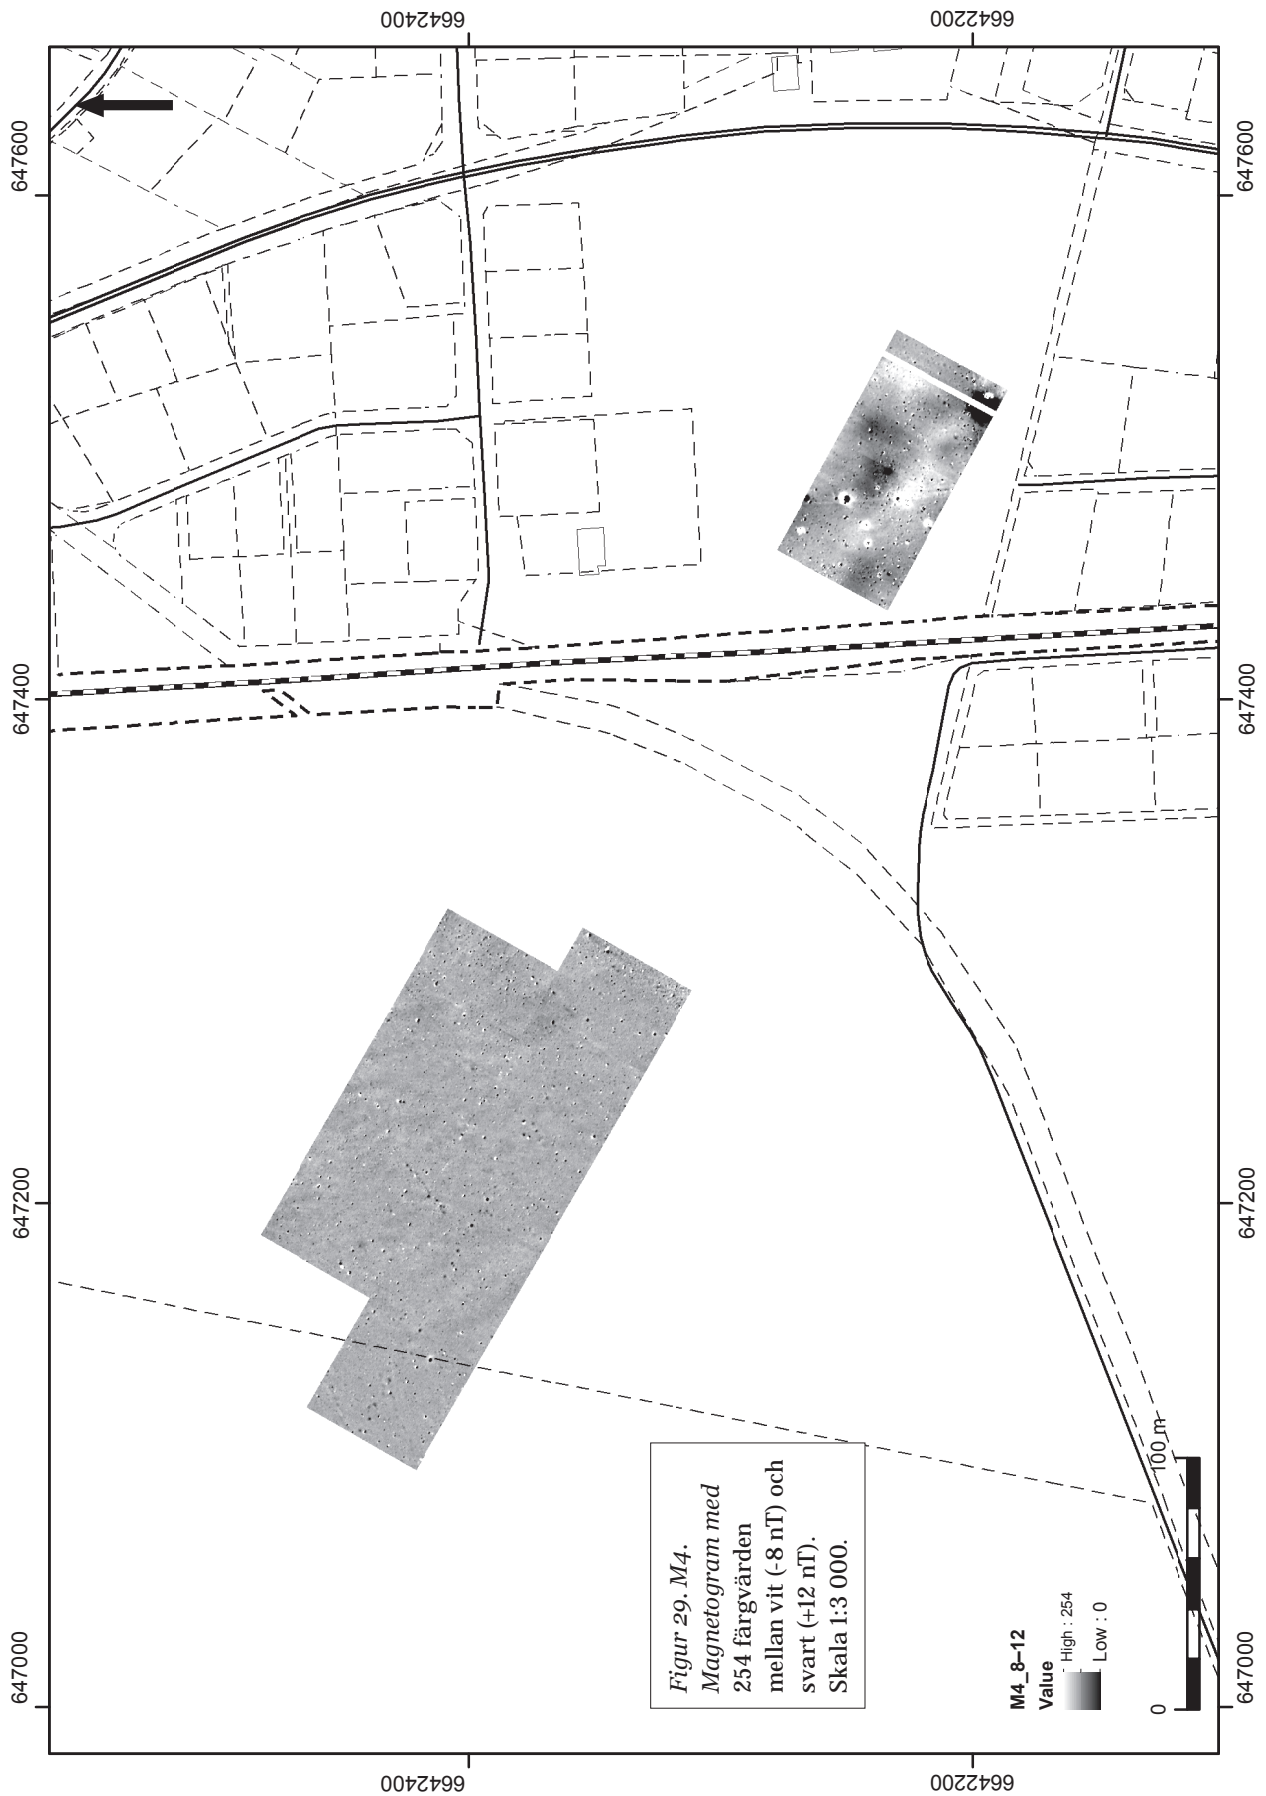 647000
647200
647400
647600
6642400
6642200
6642400
6642200
Figur 29. M4.
Magnetogram med
254 färgvärden
mellan vit (-8 nT) och
svart (+12 nT).
Skala 1:3 000.
M4_8–12
Value
High : 254
Low : 0
0
100 m
647000
647200
647400
647600